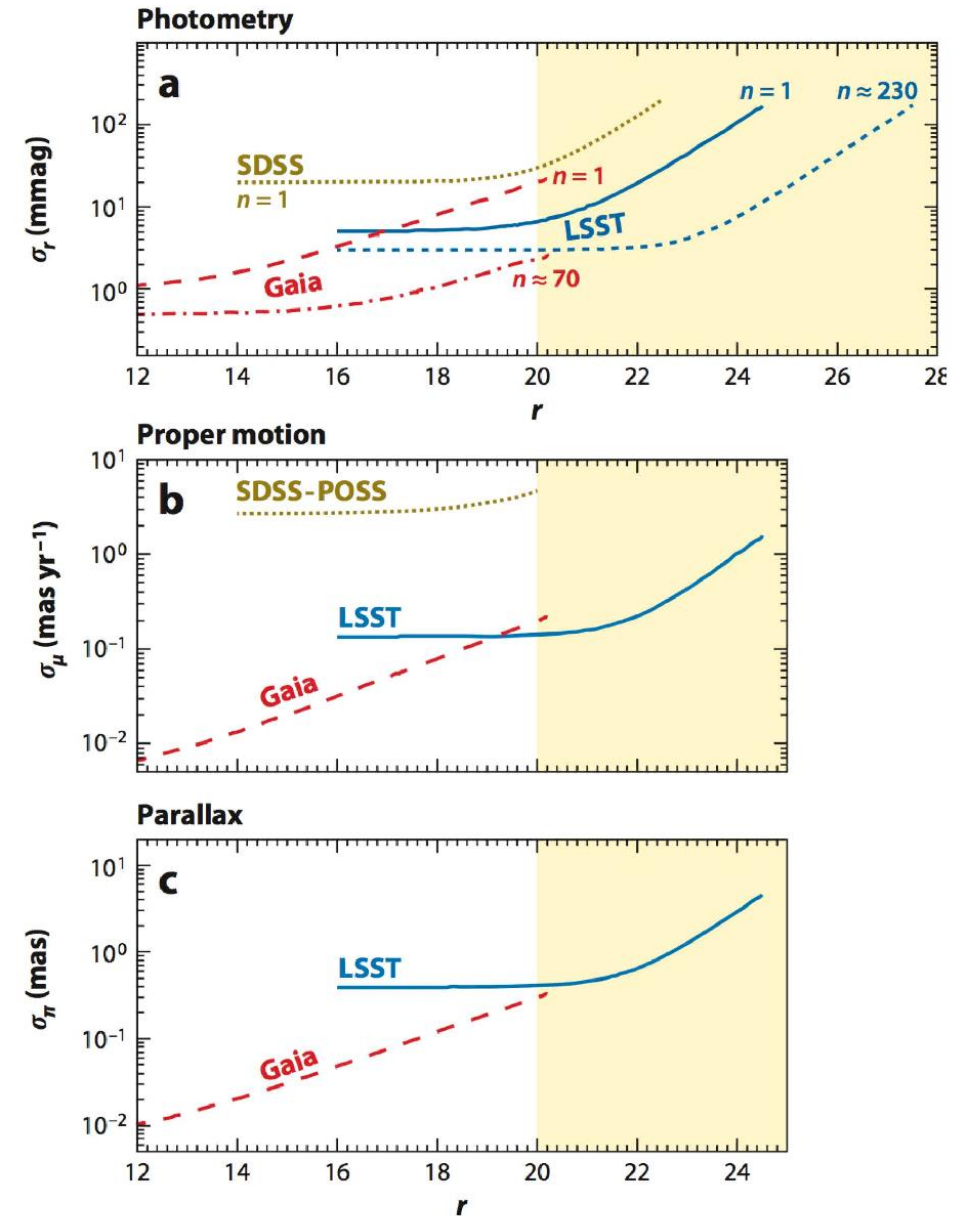 Photometry
a
n = 1
n ≈ 230
10²
SDSS
n = 1
n = 1
10¹
LSST
σr (mmag)
Gaia
n ≈ 70
10⁰
12 14 16 18 20 22 24 26 28
r
Proper motion
10¹
b
SDSS-POSS
10⁰
LSST
σμ (mas yr⁻¹)
10⁻¹
Gaia
10⁻²
Parallax
10¹
c
10⁰
LSST
σπ (mas)
10⁻¹
Gaia
10⁻²
12 14 16 18 20 22 24
r